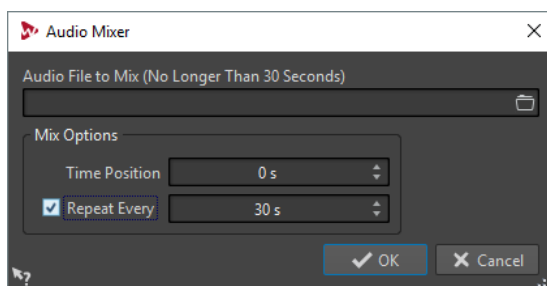 Audio Mixer
Audio File to Mix (No Longer Than 30 Seconds)
Mix Options
Time Position 0 s
Repeat Every 30 s
OK Cancel